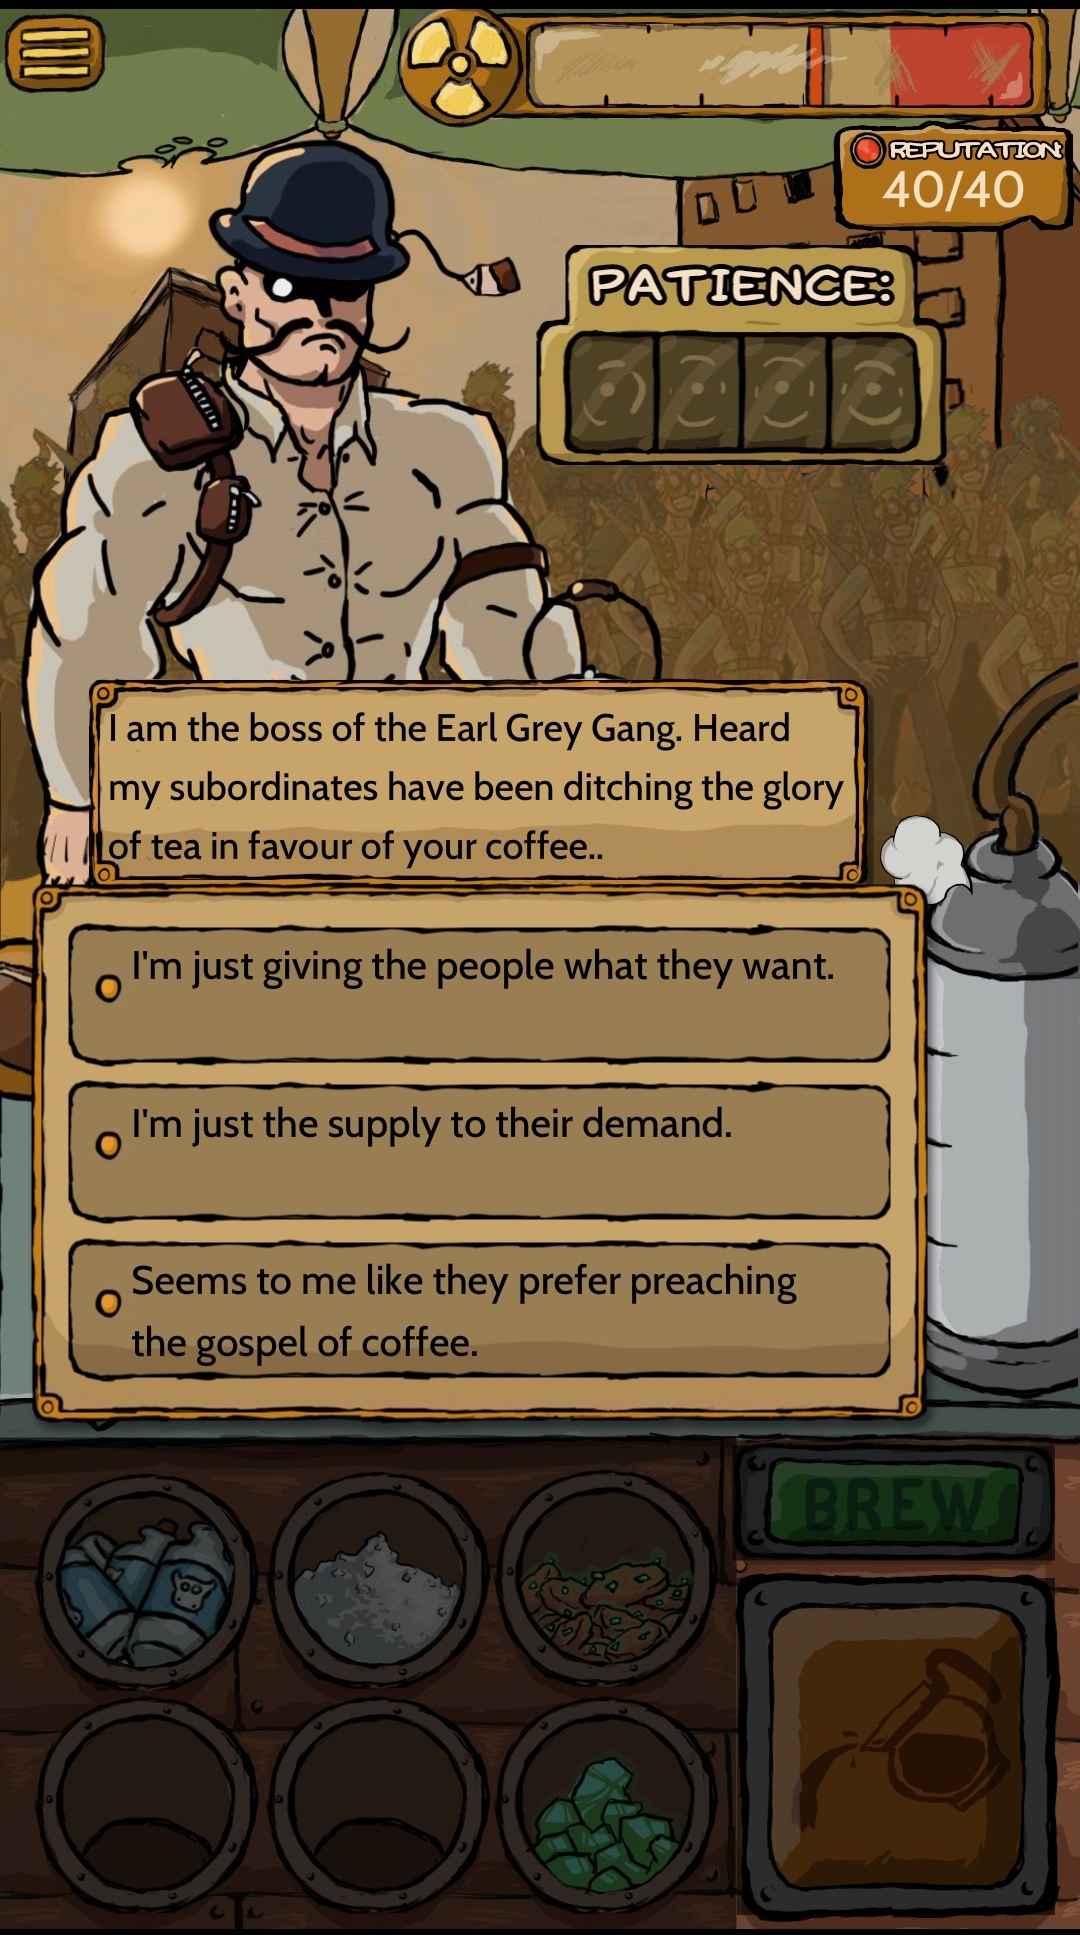 REPUTATION
40/40
PATIENCE:
I am the boss of the Earl Grey Gang. Heard
my subordinates have been ditching the glory
of tea in favour of your coffee..
I'm just giving the people what they want.
I'm just the supply to their demand.
Seems to me like they prefer preaching
the gospel of coffee.
BREW